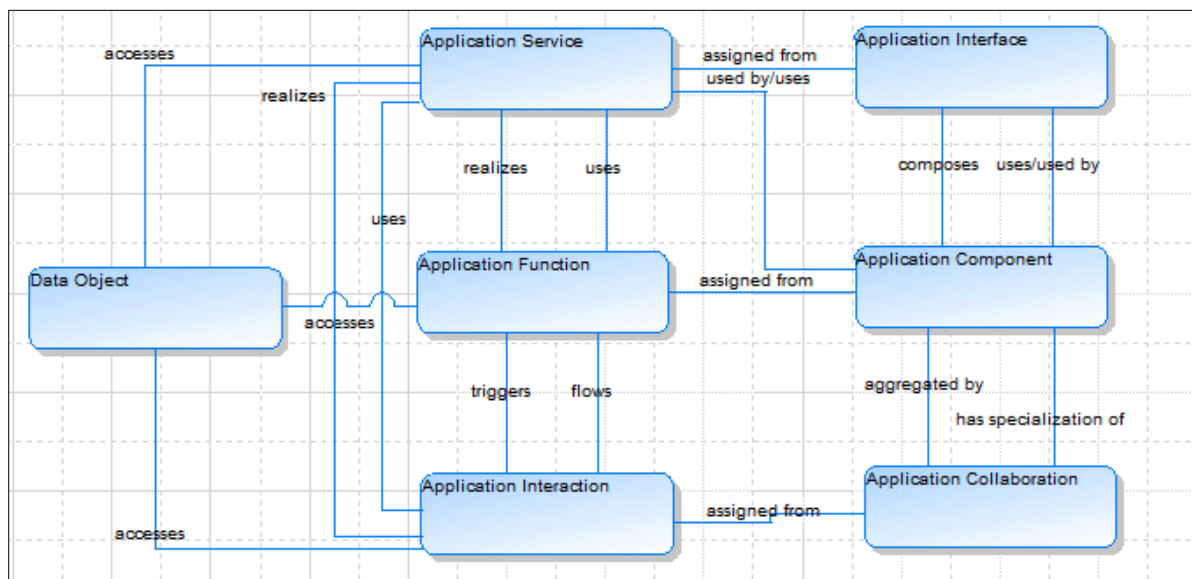 Application Service
Application Interface
accesses
assigned from
used by/uses
realizes
realizes
uses
composes
uses/used by
uses
Data Object
Application Function
Application Component
assigned from
accesses
triggers
flows
aggregated by
has specialization of
Application Interaction
Application Collaboration
assigned from
accesses